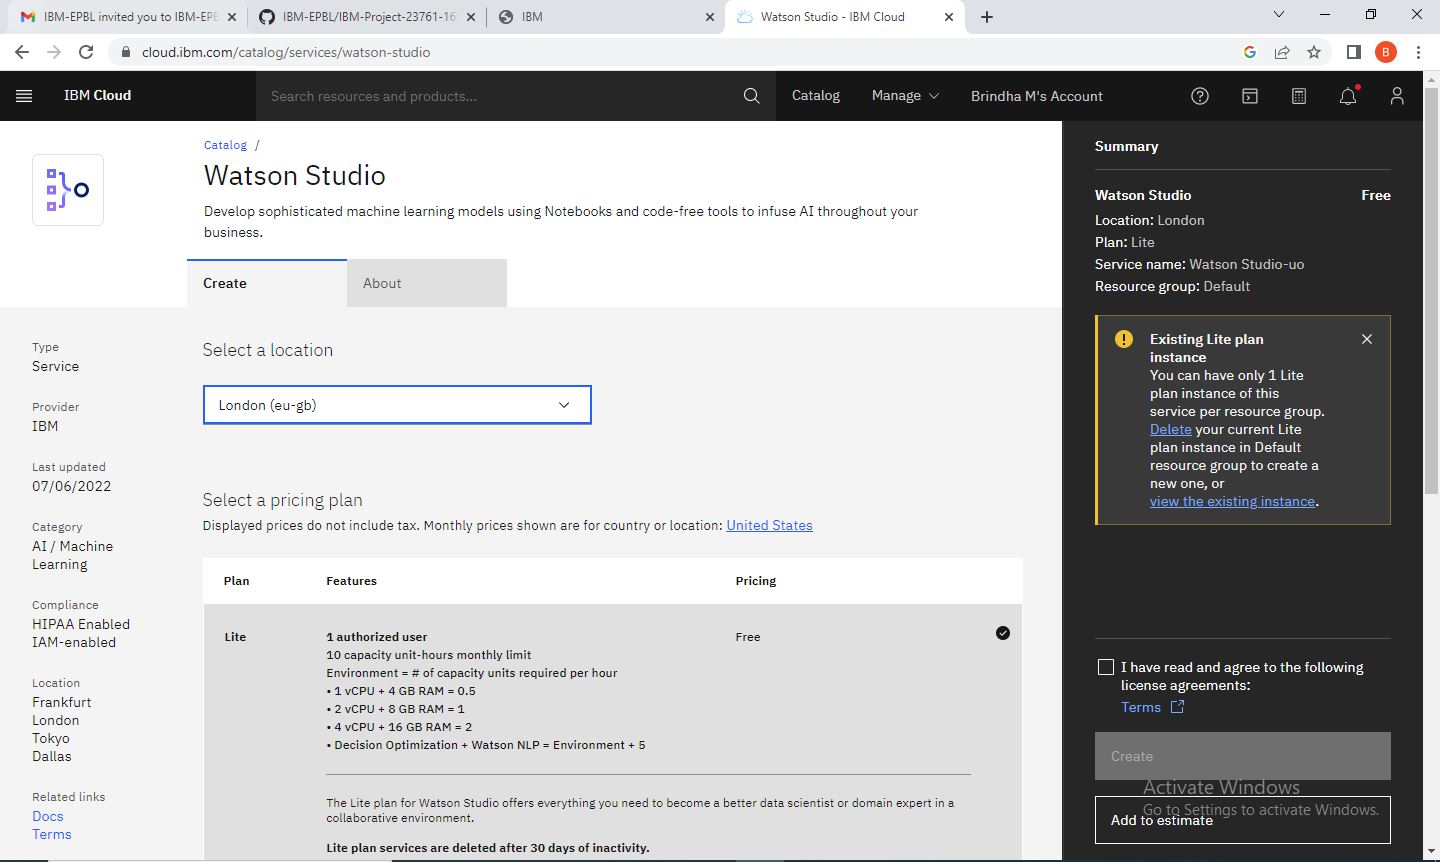 IBM-EPBL invited you to IBM-EPB
IBM-EPBL/IBM-Project-23761-16
IBM
Watson Studio - IBM Cloud
cloud.ibm.com/catalog/services/watson-studio
B
IBM Cloud
Search resources and products...
Catalog
Manage
Brindha M's Account
Catalog /
Watson Studio
Develop sophisticated machine learning models using Notebooks and code-free tools to infuse AI throughout your
business.
Create
About
Type
Service
Provider
IBM
Last updated
07/06/2022
Category
AI / Machine
Learning
Compliance
HIPAA Enabled
IAM-enabled
Location
Frankfurt
London
Tokyo
Dallas
Related links
Docs
Terms
Select a location
London (eu-gb)
Select a pricing plan
Displayed prices do not include tax. Monthly prices shown are for country or location: United States
Plan Features Pricing
Lite
1 authorized user
Free
10 capacity unit-hours monthly limit
Environment = # of capacity units required per hour
• 1 vCPU + 4 GB RAM = 0.5
• 2 vCPU + 8 GB RAM = 1
• 4 vCPU + 16 GB RAM = 2
• Decision Optimization + Watson NLP = Environment + 5
The Lite plan for Watson Studio offers everything you need to become a better data scientist or domain expert in a
collaborative environment.
Lite plan services are deleted after 30 days of inactivity.
Summary
Watson Studio Free
Location: London
Plan: Lite
Service name: Watson Studio-uo
Resource group: Default
Existing Lite plan
instance
You can have only 1 Lite
plan instance of this
service per resource group.
Delete your current Lite
plan instance in Default
resource group to create a
new one, or
view the existing instance.
I have read and agree to the following
license agreements:
Terms
Create
Activate Windows
Go to Settings to activate Windows.
Add to estimate